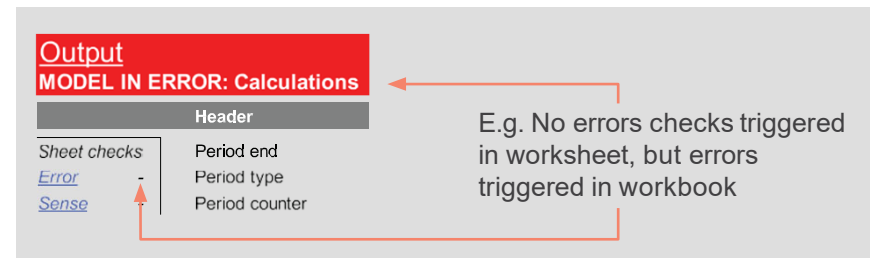 Output
MODEL IN ERROR: Calculations
Header
Sheet checks Period end
Error - Period type
Sense - Period counter
E.g. No errors checks triggered
in worksheet, but errors
triggered in workbook